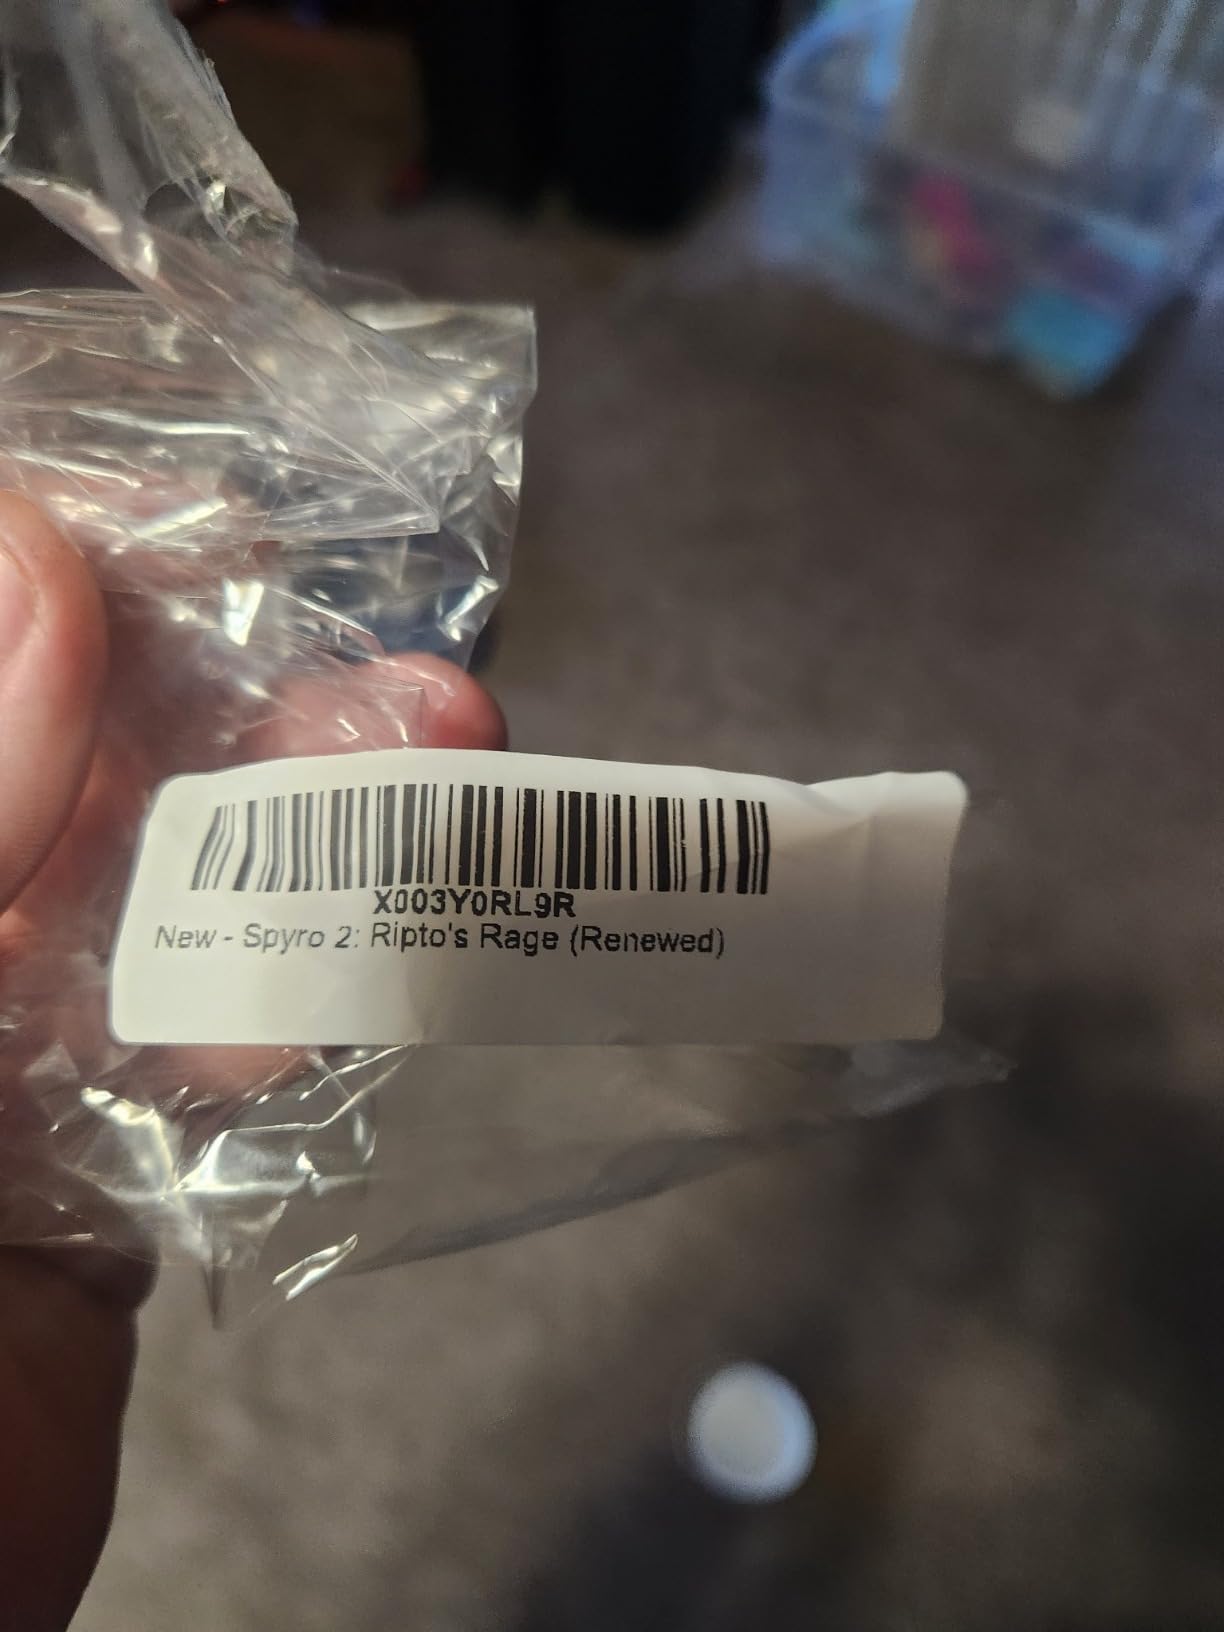 X003Y0RL9R
New - Spyro 2: Ripto's Rage (Renewed)